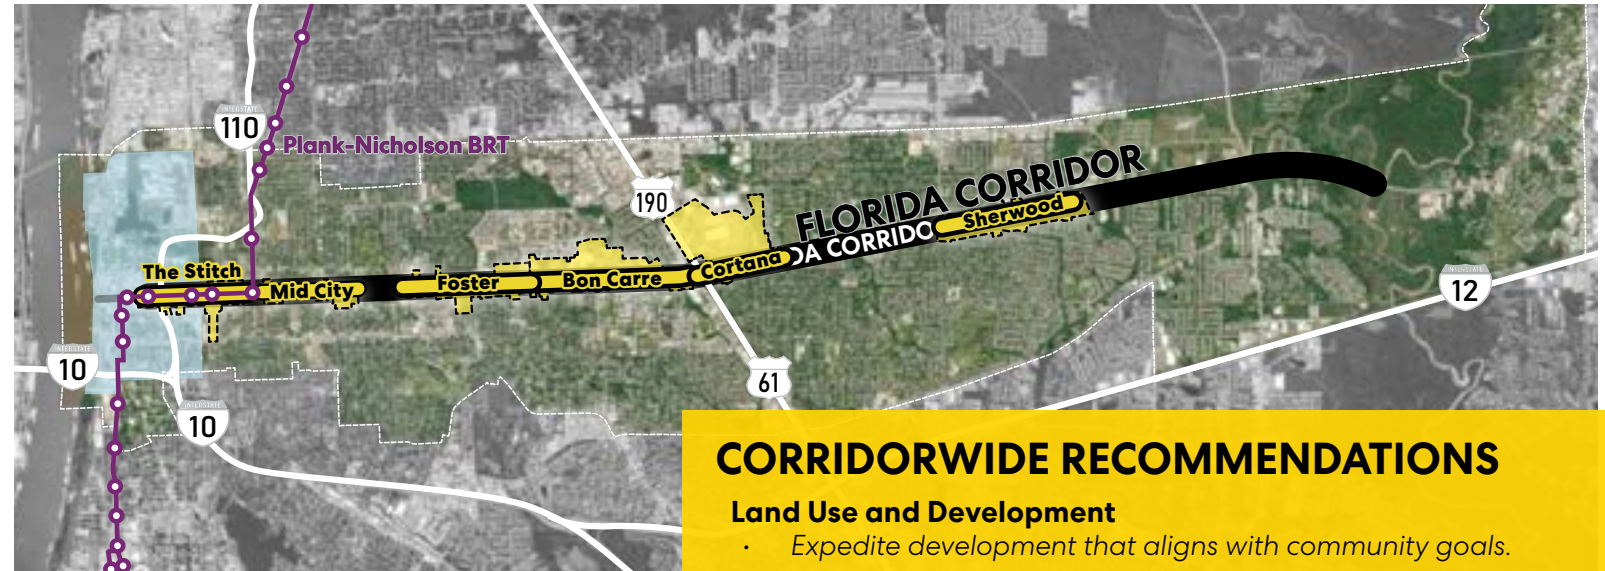 INTERSTATE
110
Plank-Nicholson BRT
190
FLORIDA CORRIDOR
DA CORRIDO
Sherwood
The Stitch
Mid City
Foster
Bon Carre
Cortana
INTERSTATE
12
INTERSTATE
10
61
INTERSTATE
10
CORRIDORWIDE RECOMMENDATIONS
Land Use and Development
· Expedite development that aligns with community goals.